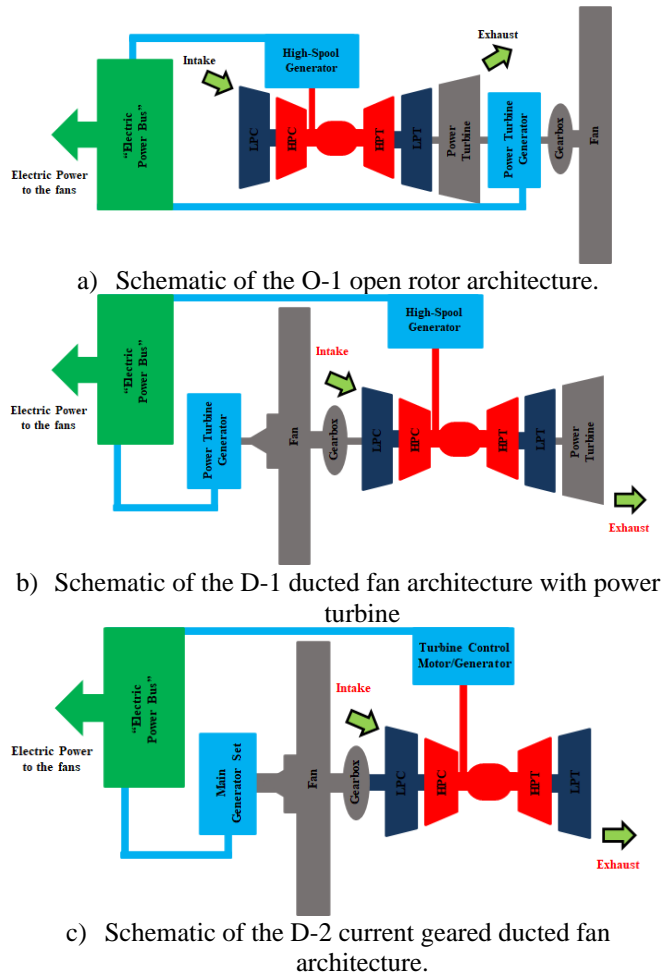 Exhaust
High-Spool
Generator
Intake
"Electric
Power Bus"
LPC
HPC
HPT
LPT
Power
Turbine
Power Turbine
Generator
Gearbox
Fan
Electric Power
to the fans
a) Schematic of the O-1 open rotor architecture.
High-Spool
Generator
"Electric
Power Bus"
Intake
Electric Power
to the fans
Power Turbine
Generator
Fan
Gearbox
LPC
HPC
HPT
LPT
Power
Turbine
Exhaust
b) Schematic of the D-1 ducted fan architecture with power
turbine
Turbine Control
Motor/Generator
"Electric
Power Bus"
Intake
Electric Power
to the fans
Main
Generator Set
Fan
Gearbox
LPC
HPC
HPT
LPT
Exhaust
c) Schematic of the D-2 current geared ducted fan
architecture.